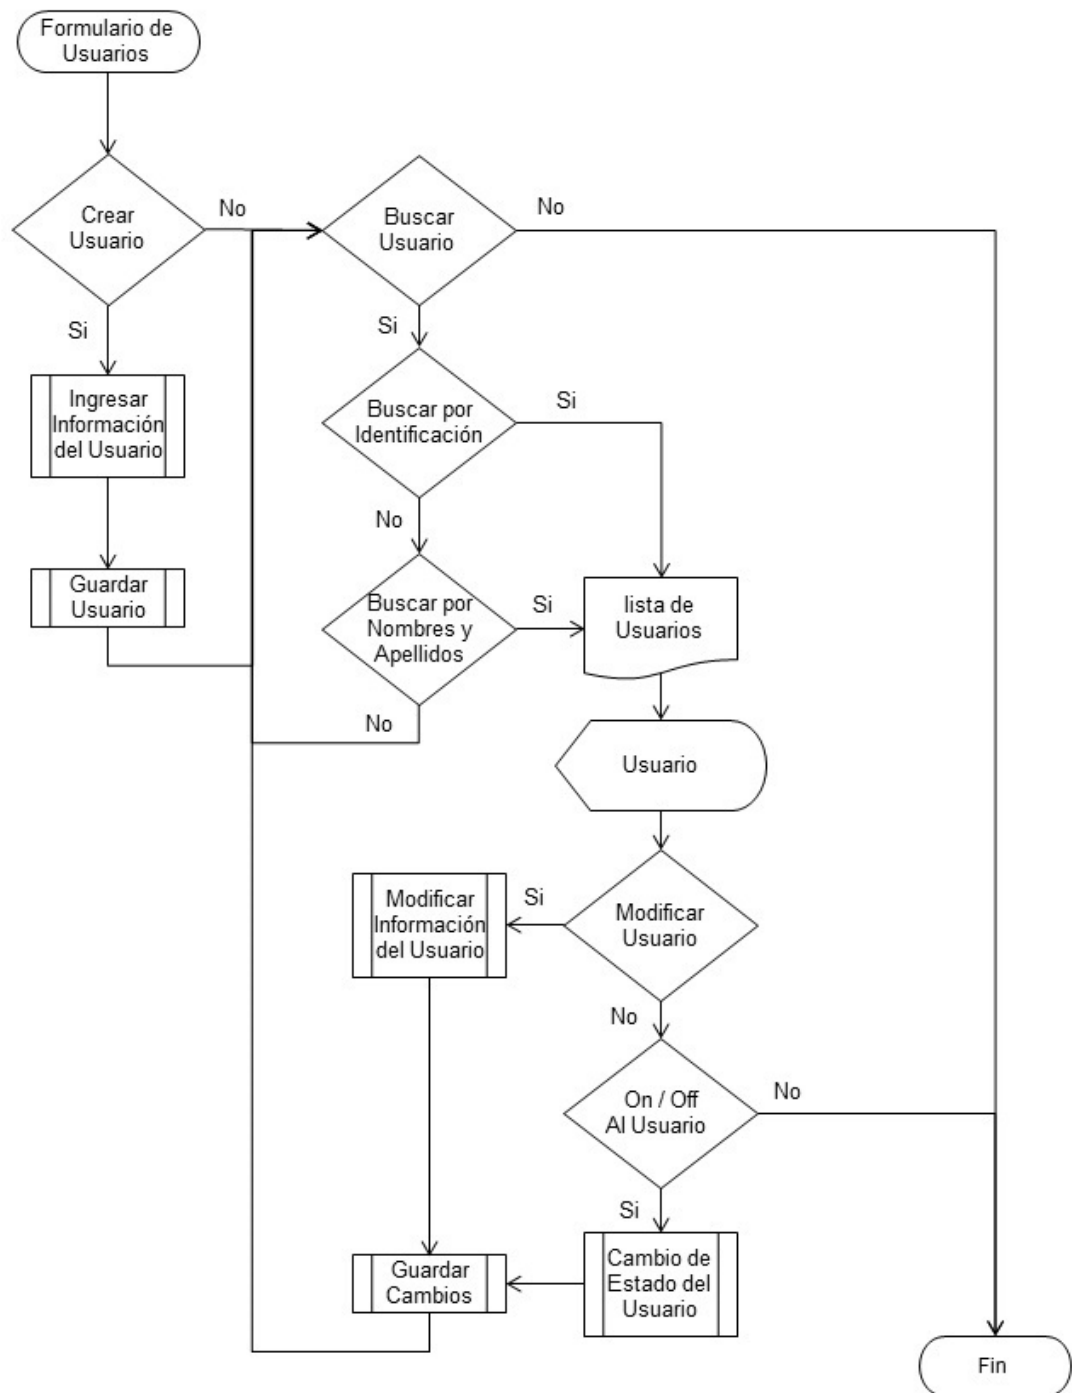 Formulario de
Usuarios
Crear
Usuario
No
Buscar
Usuario
No
Si
Si
Ingresar
Información
del Usuario
Buscar por
Identificación
Si
No
Guardar
Usuario
Buscar por
Nombres y
Apellidos
Si
lista de
Usuarios
No
Usuario
Modificar
Información
del Usuario
Si
Modificar
Usuario
No
On / Off
Al Usuario
No
Si
Guardar
Cambios
Cambio de
Estado del
Usuario
Fin